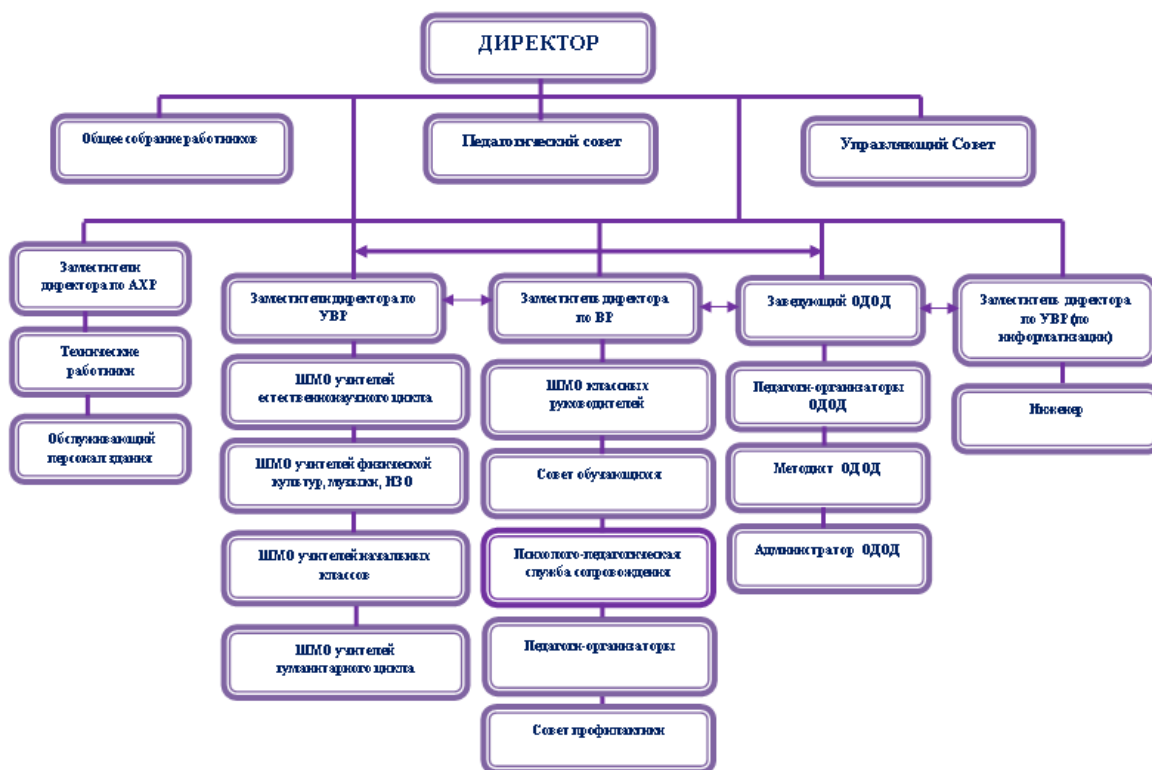 ДИРЕКТОР
Общее собрание работников
Педагогический совет
Управляющий Совет
Заместители
директора по АХР
Технические
работники
Обслуживающий
персонал здания
Заместители директора по
УВР
ШМО учителей
естественнонаучного цикла
ШМО учителей физической
культур, музыки, ИЗО
ШМО учителей начальных
классов
ШМО учителей
гуманитарного цикла
Заместитель директора
по ВР
ШМО классных
руководителей
Совет обучающихся
Психолого-педагогическая
служба сопровождения
Педагоги-организаторы
Совет профилактики
Заведующий ОДОД
Педагоги-организаторы
ОДОД
Методист ОДОД
Администратор ОДОД
Заместитель директора
по УВР (по
информатизации)
Инженер